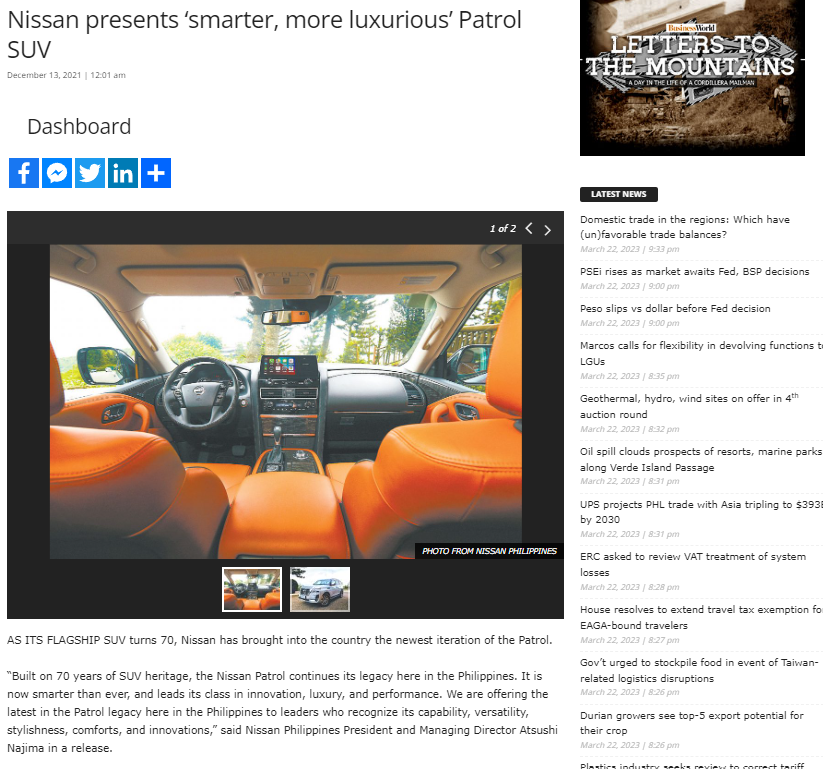 Nissan presents ‘smarter, more luxurious’ Patrol
SUV
December 13, 2021 | 12:01 am
Dashboard
1 of 2
PHOTO FROM NISSAN PHILIPPINES
AS ITS FLAGSHIP SUV turns 70, Nissan has brought into the country the newest iteration of the Patrol.
“Built on 70 years of SUV heritage, the Nissan Patrol continues its legacy here in the Philippines. It is
now smarter than ever, and leads its class in innovation, luxury, and performance. We are offering the
latest in the Patrol legacy here in the Philippines to leaders who recognize its capability, versatility,
stylishness, comforts, and innovations,” said Nissan Philippines President and Managing Director Atsushi
Najima in a release.
BusinessWorld
LETTERS TO
THE MOUNTAINS
A DAY IN THE LIFE OF A CORDILLERA MAILMAN
LATEST NEWS
Domestic trade in the regions: Which have
(un)favorable trade balances?
March 22, 2023 | 9:33 pm
PSEi rises as market awaits Fed, BSP decisions
March 22, 2023 | 9:00 pm
Peso slips vs dollar before Fed decision
March 22, 2023 | 9:00 pm
Marcos calls for flexibility in devolving functions to
LGUs
March 22, 2023 | 8:35 pm
Geothermal, hydro, wind sites on offer in 4th
auction round
March 22, 2023 | 8:32 pm
Oil spill clouds prospects of resorts, marine parks
along Verde Island Passage
March 22, 2023 | 8:31 pm
UPS projects PHL trade with Asia tripling to $393B
by 2030
March 22, 2023 | 8:31 pm
ERC asked to review VAT treatment of system
losses
March 22, 2023 | 8:28 pm
House resolves to extend travel tax exemption for
EAGA-bound travelers
March 22, 2023 | 8:27 pm
Gov’t urged to stockpile food in event of Taiwan-
related logistics disruptions
March 22, 2023 | 8:26 pm
Durian growers see top-5 export potential for
their crop
March 22, 2023 | 8:26 pm
Plastics industry seeks review to correct tariff